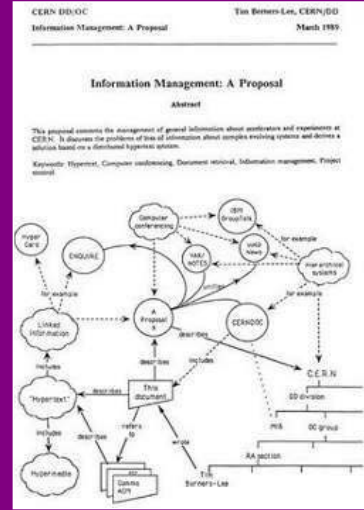 CERN DD/OC
Tim Berners-Lee, CERN/DD
Information Management: A Proposal
March 1989
Information Management: A Proposal
Abstract
This proposal concerns the management of general information about accelerators and experiments at
CERN. It discusses the problems of loss of information about complex evolving systems and derives a
solution based on a distributed hypertext system.
Keywords: Hypertext, Computer conferencing, Document retrieval, Information management, Project
control
Computer
conferencing
IBM
GroupTalk
Hyper
Card
ENQUIRE
VAX/
NOTES
uucp
News
for example
Hierarchical
systems
for example
unifies
A
Proposal
for example
Linked
information
describes
CERNDOC
C.E.R.N
describes
includes
includes
This
document
describes
DD division
"Hypertext"
refers
to
MIS
OC group
includes
describes
wrote
RA section
Hypermedia
Comms
ACM
Tim
Berners-Lee